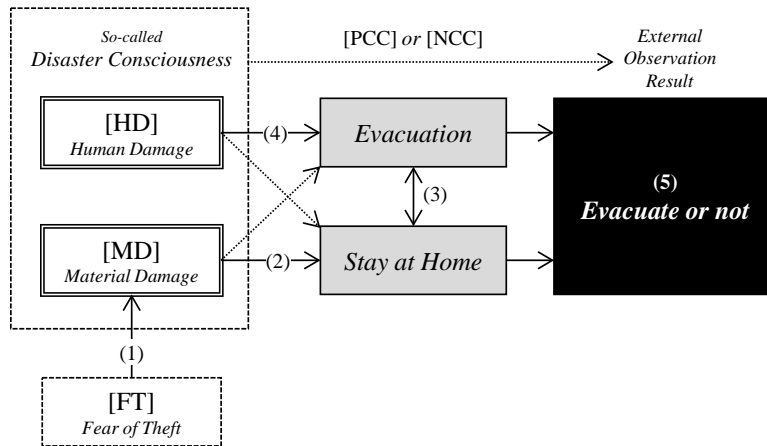 So-called
Disaster Consciousness
[PCC] or [NCC]
External
Observation
Result
[HD]
Human Damage
(4)
Evacuation
(3)
(5)
Evacuate or not
[MD]
Material Damage
(2)
Stay at Home
(1)
[FT]
Fear of Theft